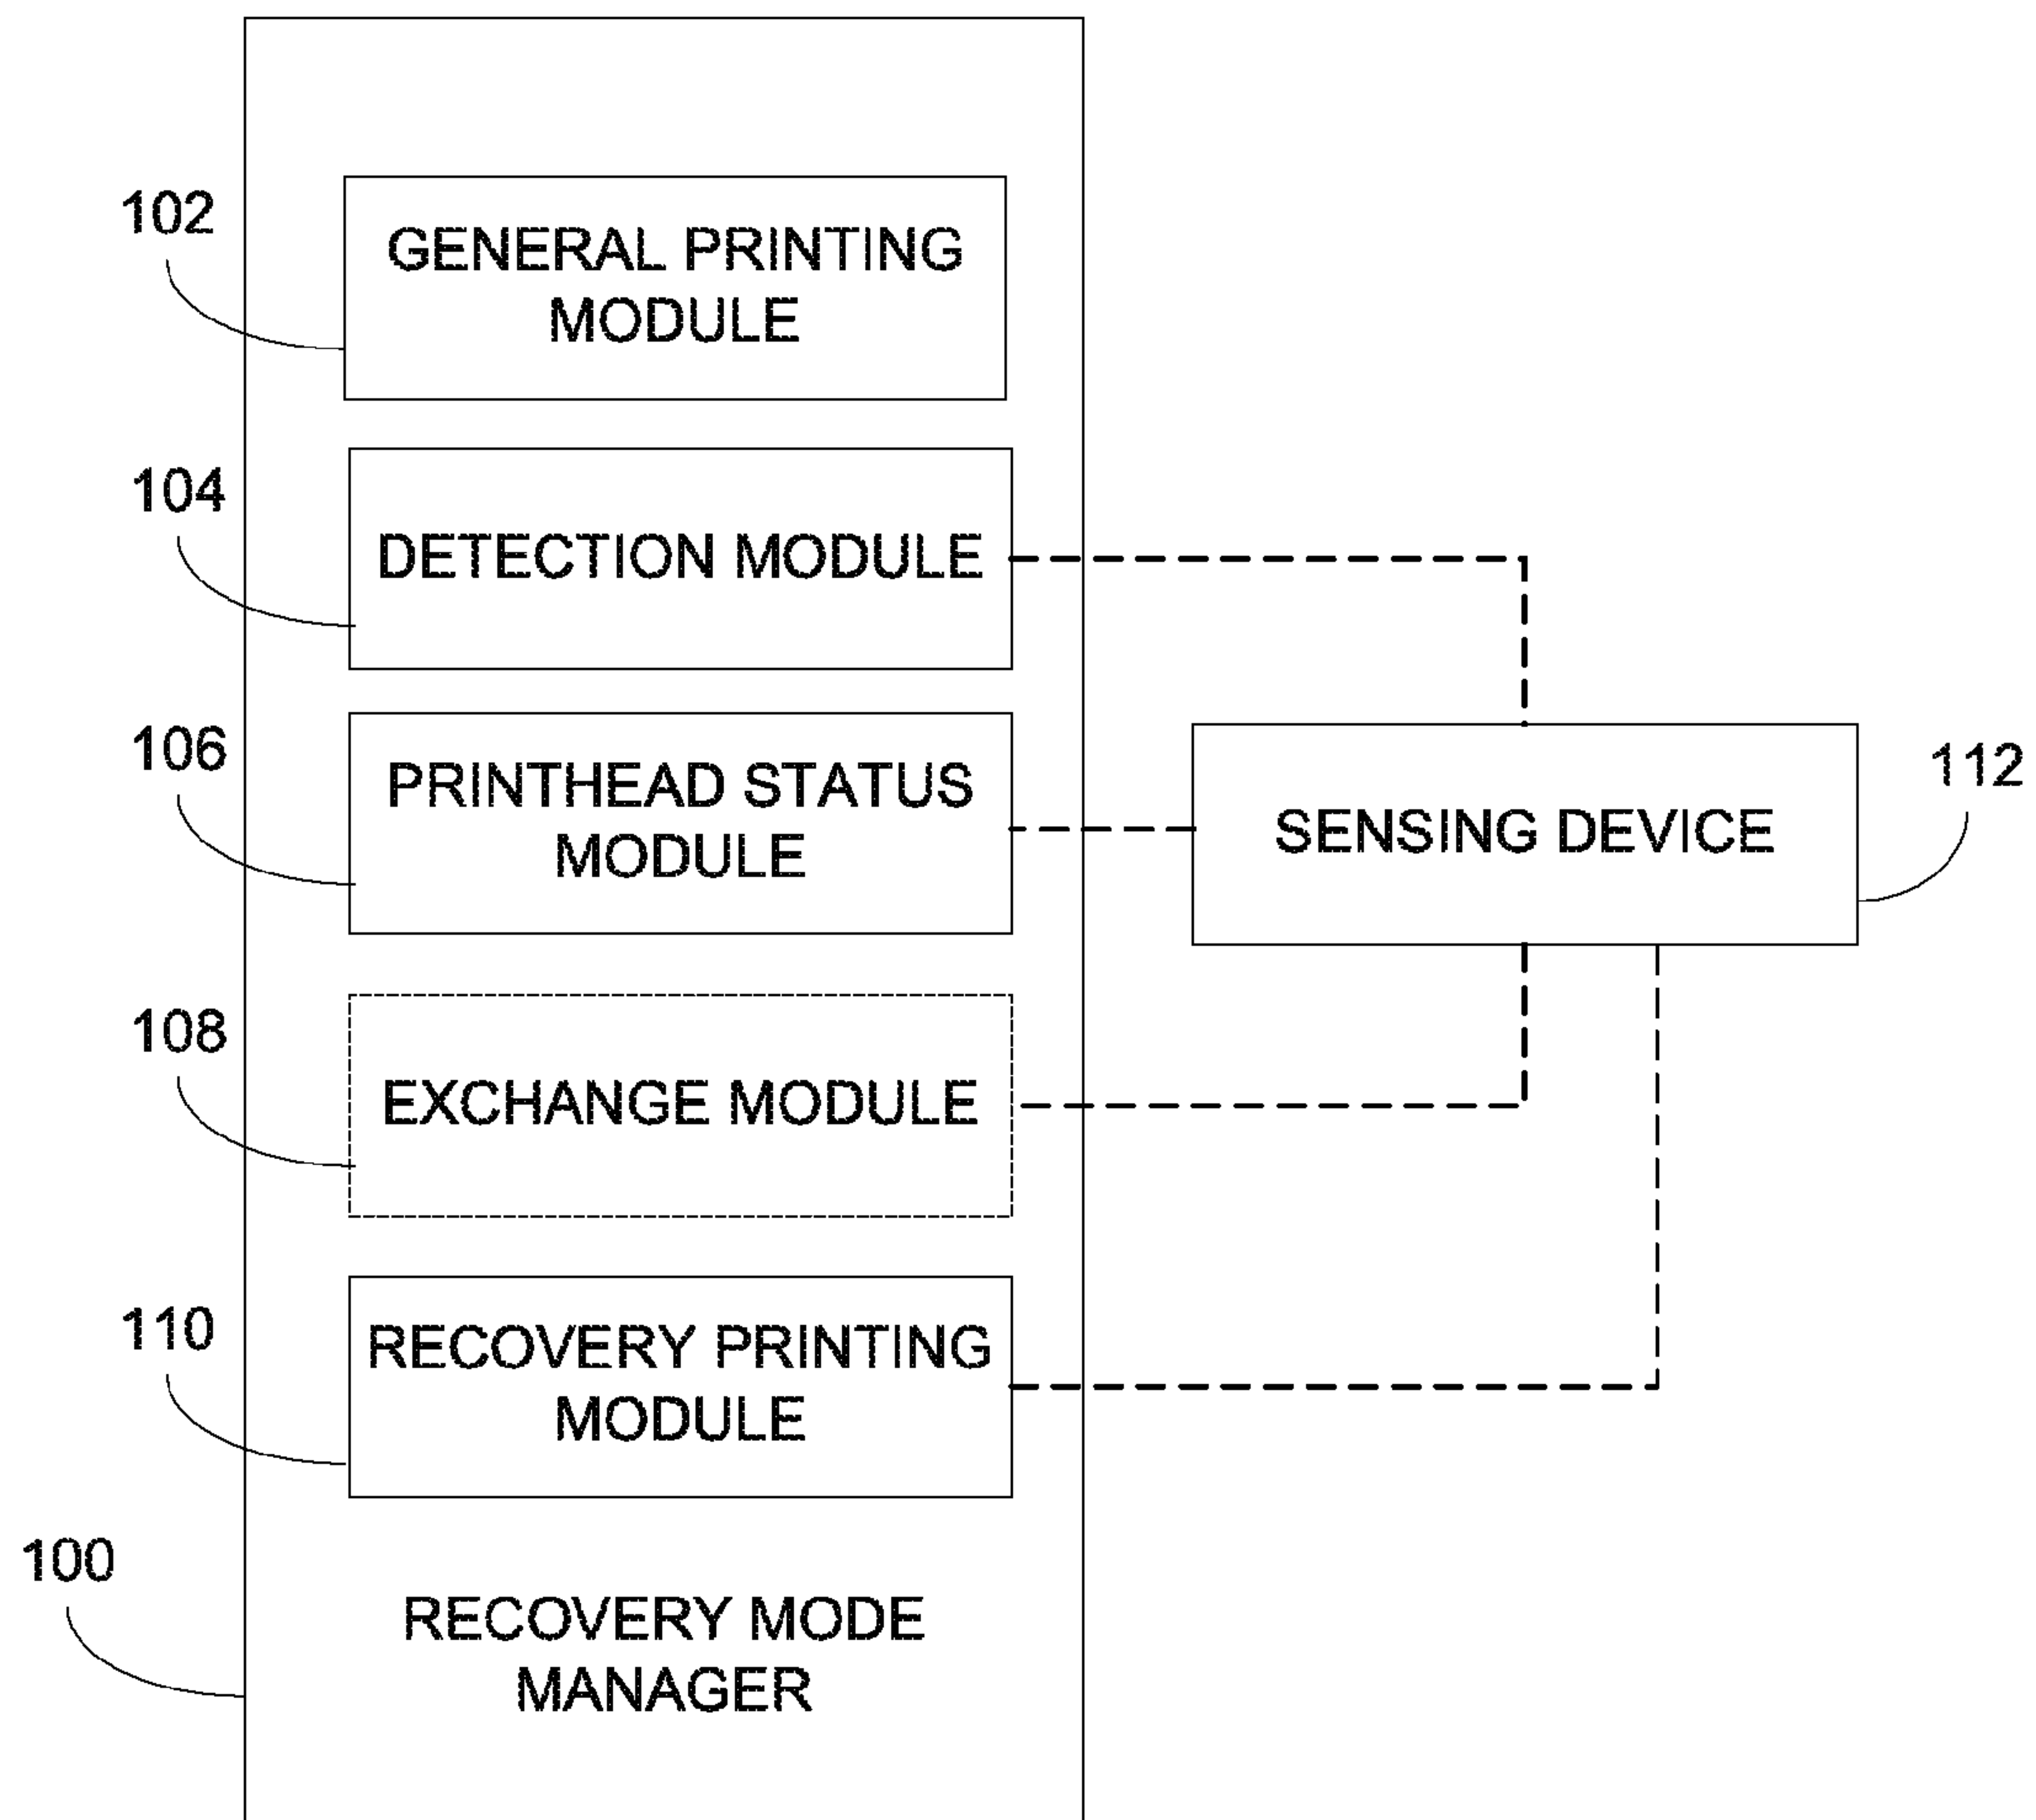 102
GENERAL PRINTING
MODULE
104
DETECTION MODULE
106
PRINTHEAD STATUS
MODULE
SENSING DEVICE
112
108
EXCHANGE MODULE
110
RECOVERY PRINTING
MODULE
100
RECOVERY MODE
MANAGER